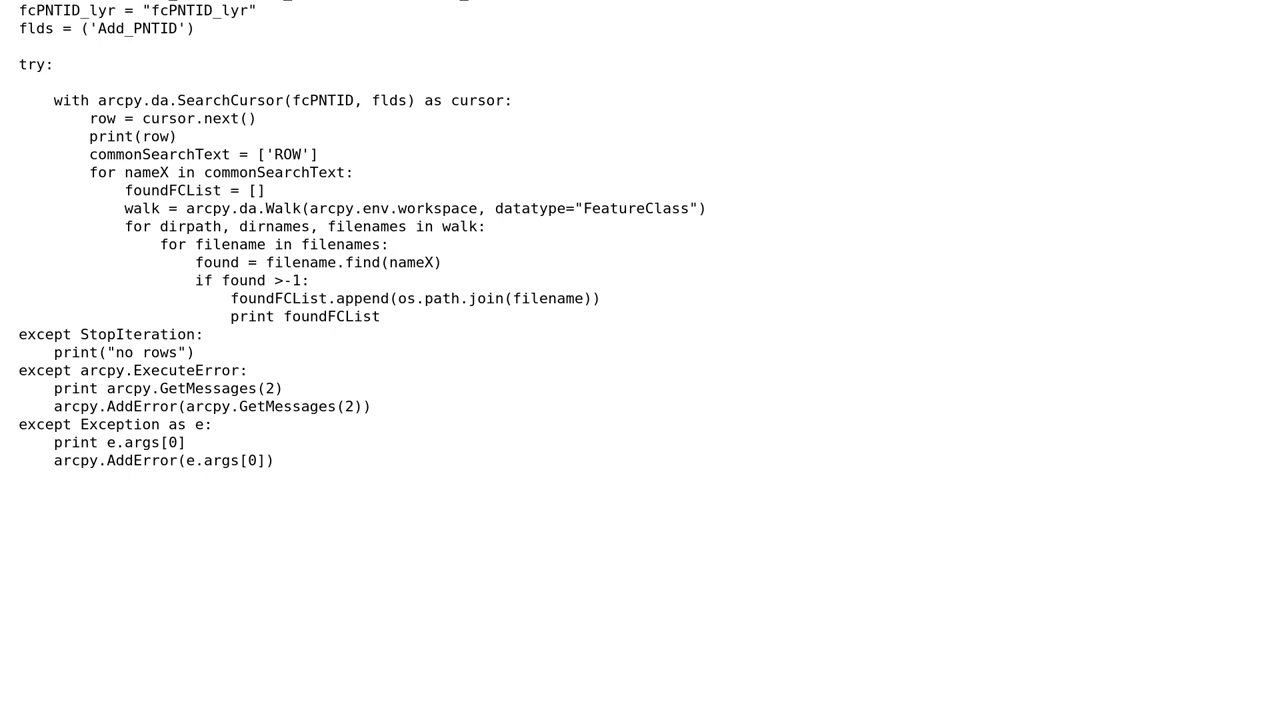 fcPNTID_lyr = "fcPNTID_lyr"
flds = ('Add_PNTID')

try:

    with arcpy.da.SearchCursor(fcPNTID, flds) as cursor:
        row = cursor.next()
        print(row)
        commonSearchText = ['ROW']
        for nameX in commonSearchText:
            foundFCList = []
            walk = arcpy.da.Walk(arcpy.env.workspace, datatype="FeatureClass")
            for dirpath, dirnames, filenames in walk:
                for filename in filenames:
                    found = filename.find(nameX)
                    if found >-1:
                        foundFCList.append(os.path.join(filename))
                        print foundFCList
except StopIteration:
    print("no rows")
except arcpy.ExecuteError:
    print arcpy.GetMessages(2)
    arcpy.AddError(arcpy.GetMessages(2))
except Exception as e:
    print e.args[0]
    arcpy.AddError(e.args[0])